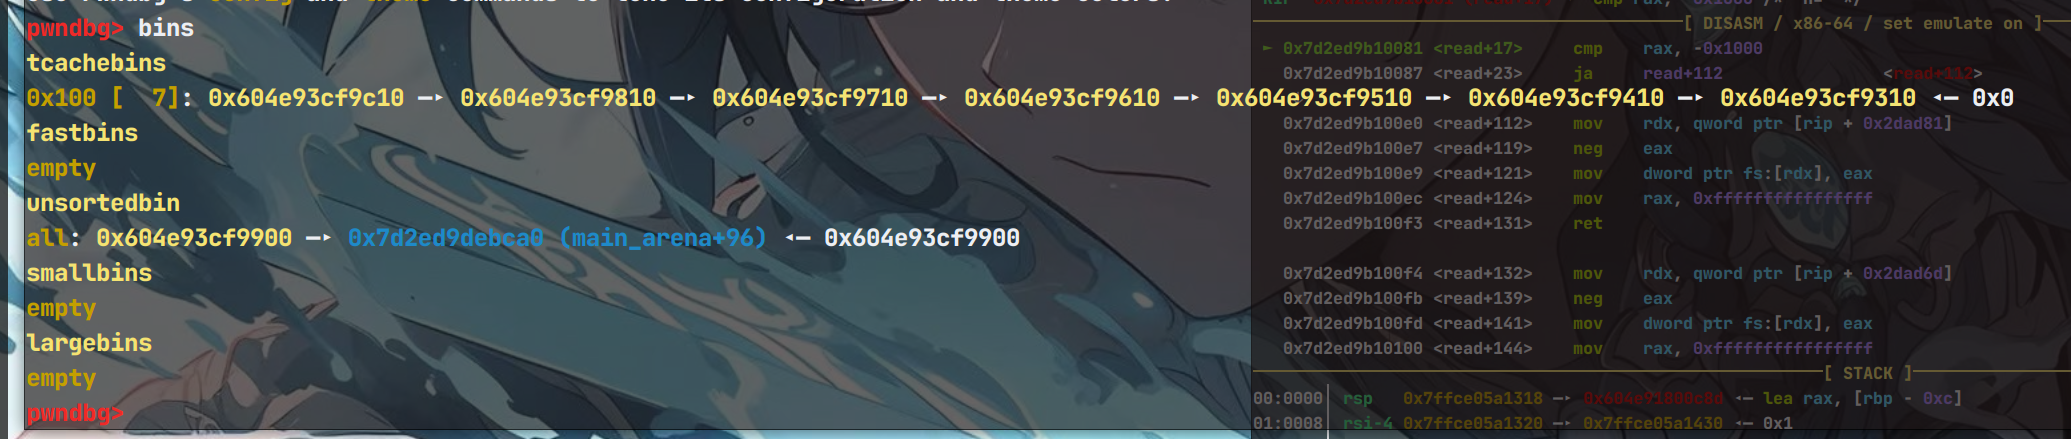 pwndbg> bins
tcachebins
0x100 [  7]: 0x604e93cf9c10 —▸ 0x604e93cf9810 —▸ 0x604e93cf9710 —▸ 0x604e93cf9610 —▸ 0x604e93cf9510 —▸ 0x604e93cf9410 —▸ 0x604e93cf9310 ◂— 0x0
fastbins
empty
unsortedbin
all: 0x604e93cf9900 —▸ 0x7d2ed9debca0 (main_arena+96) ◂— 0x604e93cf9900
smallbins
empty
largebins
empty
pwndbg>
[ DISASM / x86-64 / set emulate on ]
► 0x7d2ed9b10081 <read+17> cmp rax, -0x1000
0x7d2ed9b10087 <read+23> ja read+112 <read+112>
0x7d2ed9b100e0 <read+112> mov rdx, qword ptr [rip + 0x2dad81]
0x7d2ed9b100e7 <read+119> neg eax
0x7d2ed9b100e9 <read+121> mov dword ptr fs:[rdx], eax
0x7d2ed9b100ec <read+124> mov rax, 0xffffffffffffffff
0x7d2ed9b100f3 <read+131> ret
0x7d2ed9b100f4 <read+132> mov rdx, qword ptr [rip + 0x2dad6d]
0x7d2ed9b100fb <read+139> neg eax
0x7d2ed9b100fd <read+141> mov dword ptr fs:[rdx], eax
0x7d2ed9b10100 <read+144> mov rax, 0xffffffffffffffff
[ STACK ]
00:0000│ rsp 0x7ffce05a1318 —▸ 0x604e91800c8d ◂— lea rax, [rbp - 0xc]
01:0008│ rsi-4 0x7ffce05a1320 —▸ 0x7ffce05a1430 ◂— 0x1